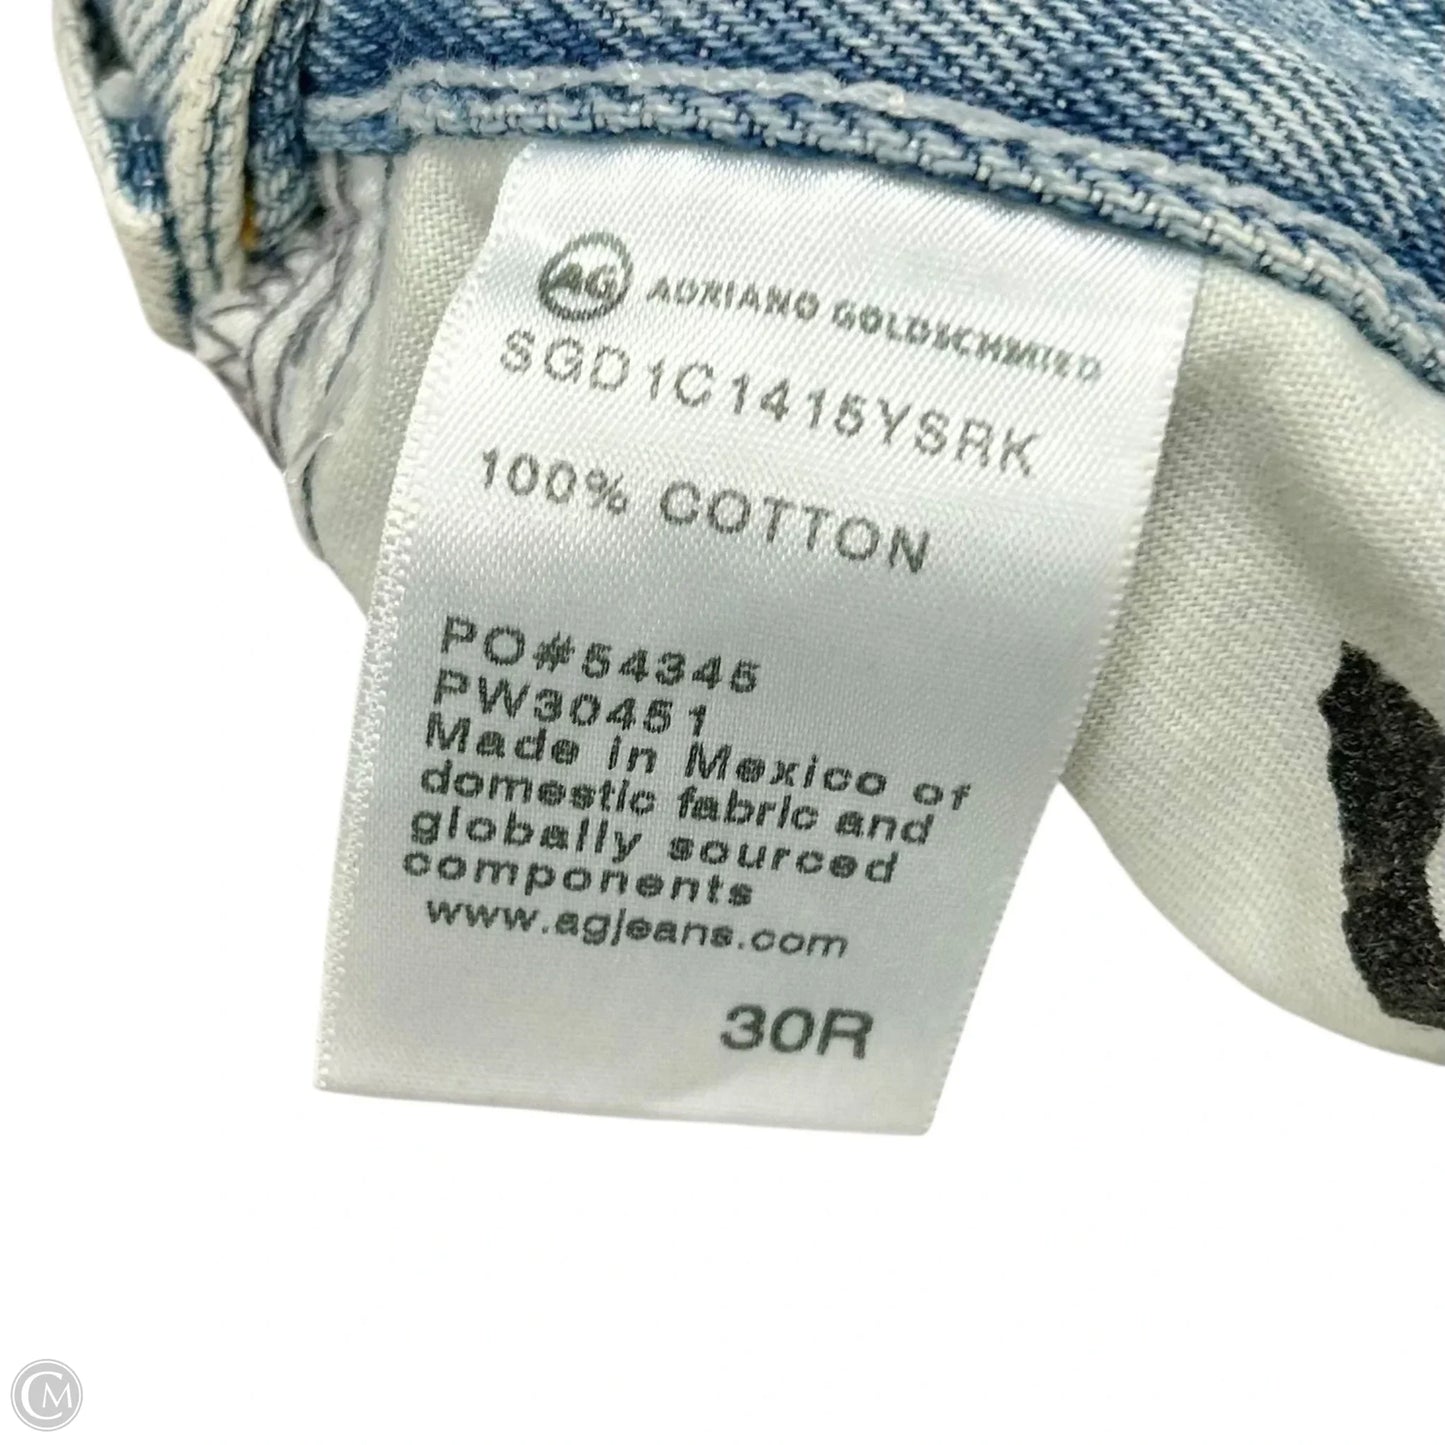 AG ADRIANO GOLDSCHMIED
SGD1C1415YSRK
100% COTTON
PO#54345
PW30451
Made in Mexico of
domestic fabric and
globally sourced
components
www.agjeans.com
30R
CM